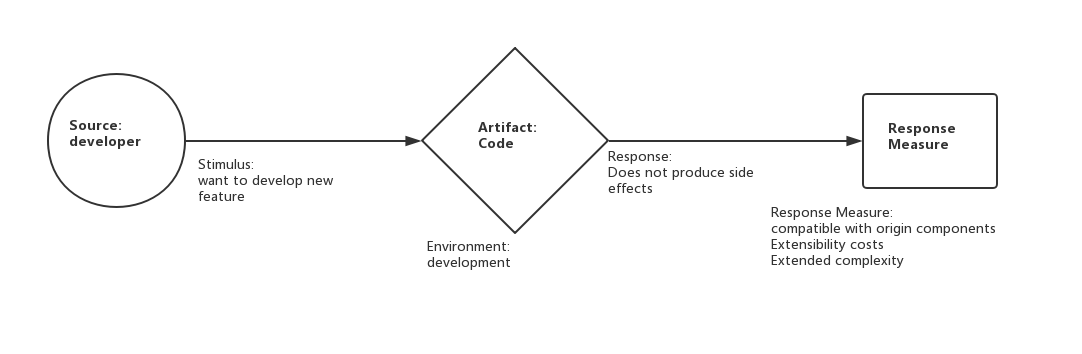 Source:
developer
Stimulus:
want to develop new
feature
Artifact:
Code
Environment:
development
Response:
Does not produce side
effects
Response
Measure
Response Measure:
compatible with origin components
Extensibility costs
Extended complexity